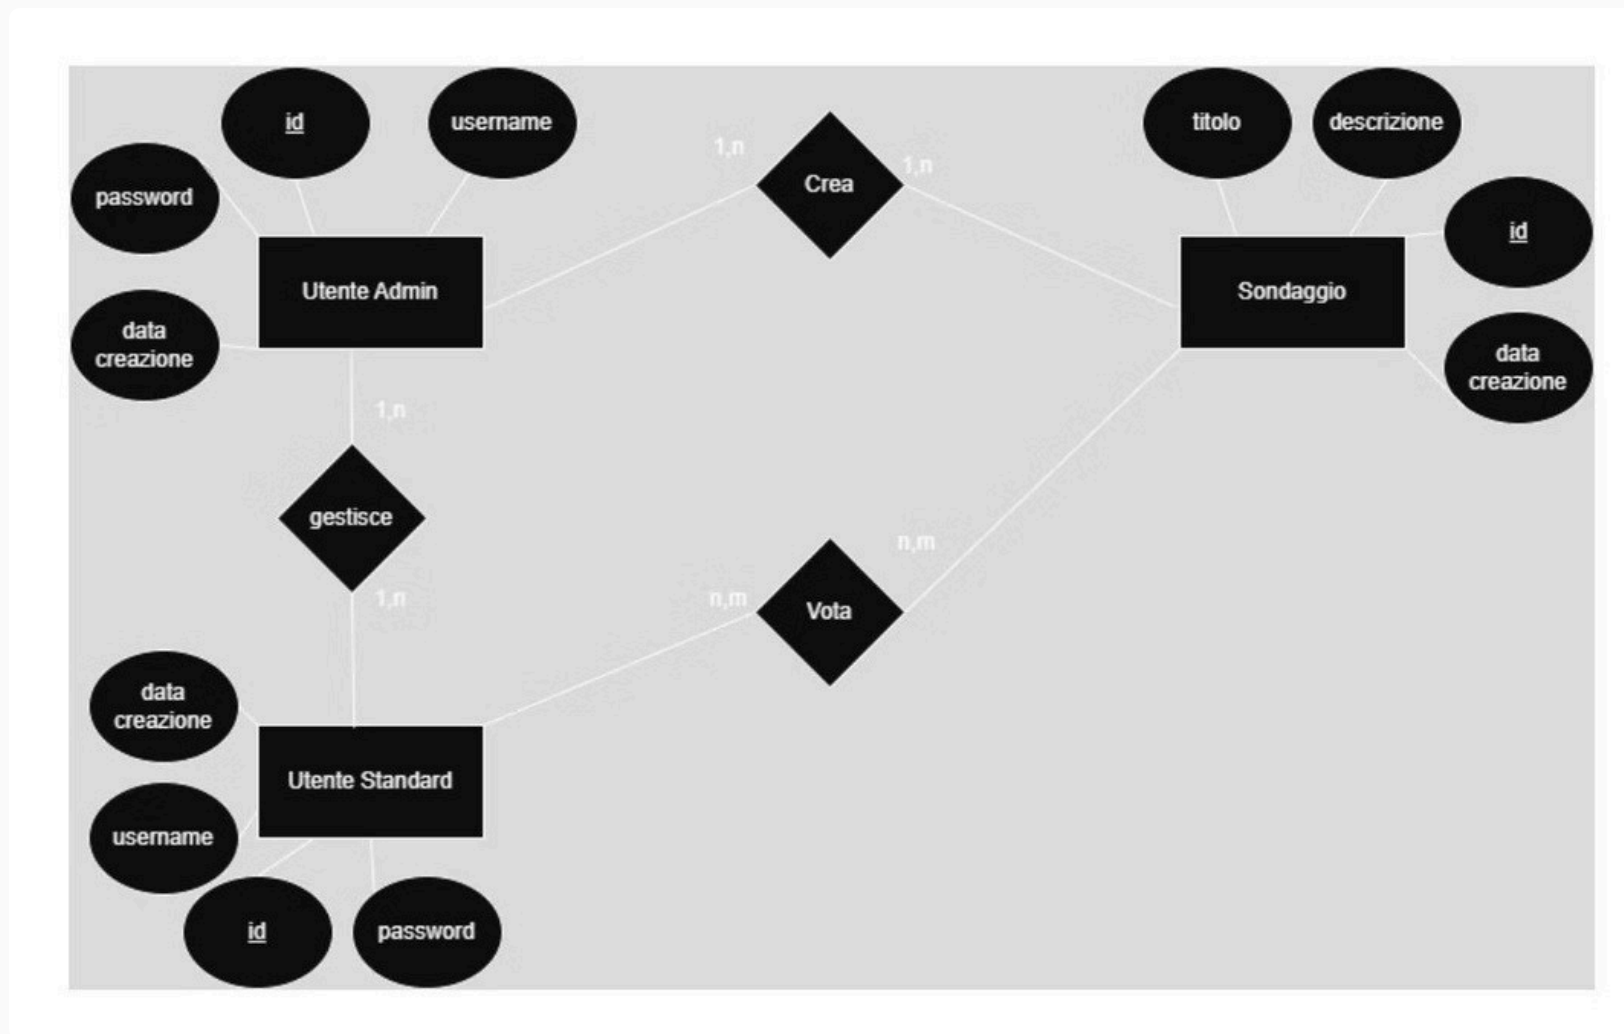 id
username
password
data
creazione
Utente Admin
1,n
Crea
1,n
titolo
descrizione
id
Sondaggio
data
creazione
1,n
gestisce
1,n
n,m
Vota
n,m
data
creazione
Utente Standard
username
id
password